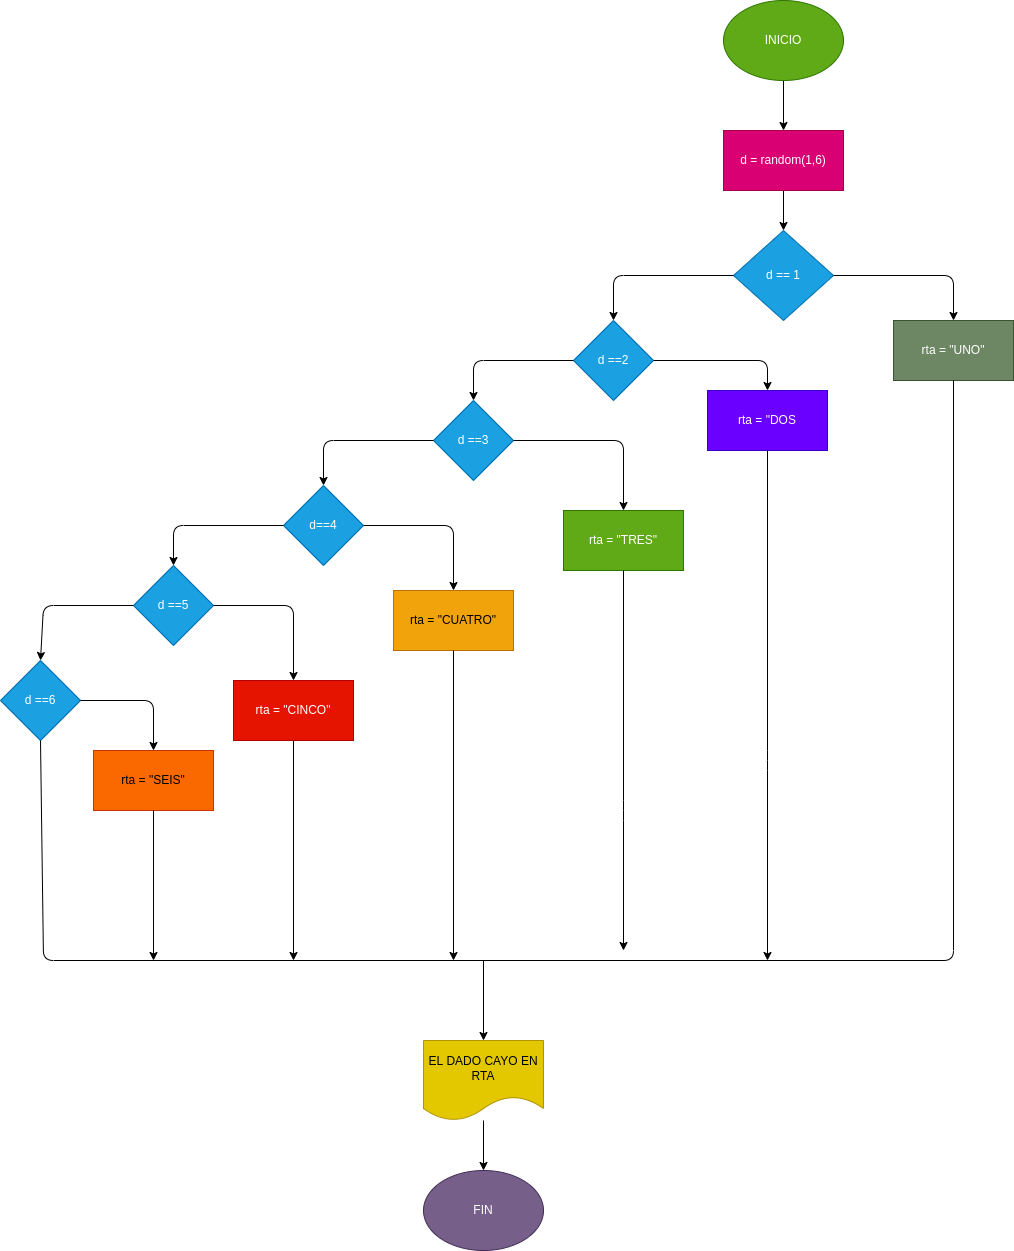 INICIO
d = random(1,6)
d == 1
rta = "UNO"
d ==2
rta = "DOS
d ==3
d==4
rta = "TRES"
d ==5
rta = "CUATRO"
d ==6
rta = "CINCO"
rta = "SEIS"
EL DADO CAYO EN
RTA
FIN